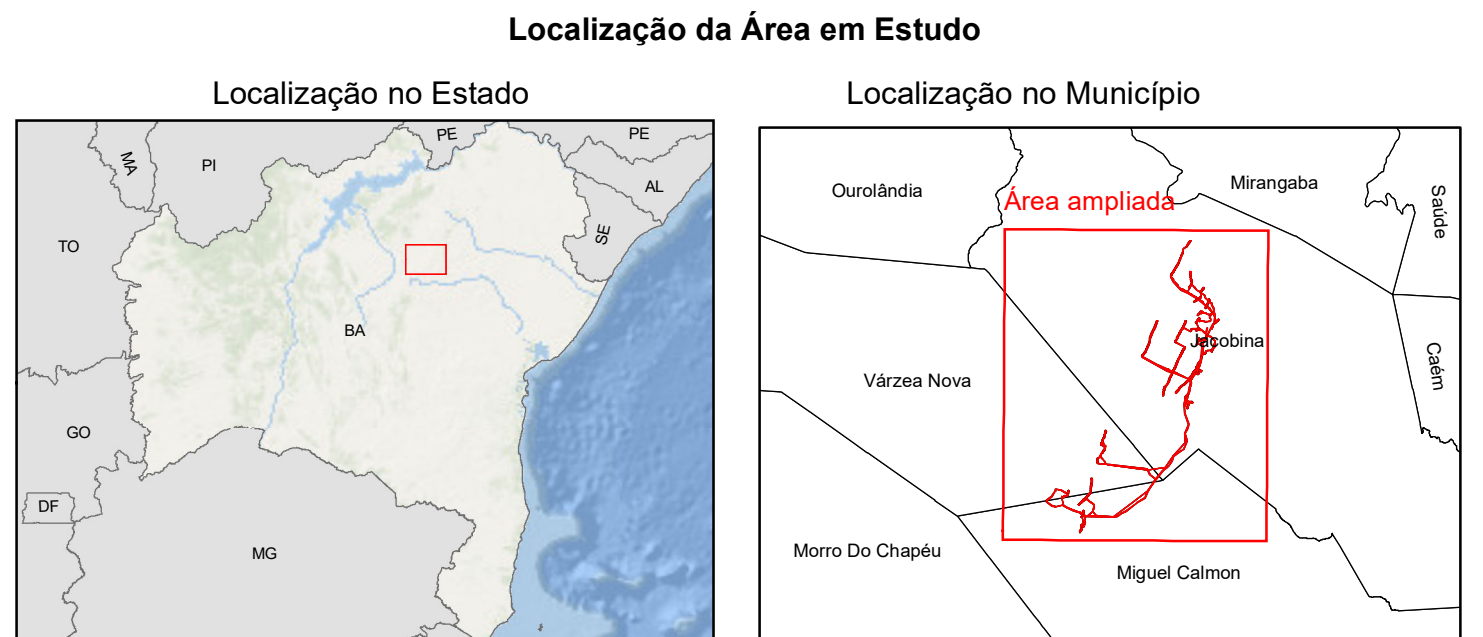 Localização da Área em Estudo
Localização no Estado
Localização no Município
PE
PE
MA
PI
AL
SE
TO
BA
GO
DF
MG
Ourolândia
Mirangaba
Saúde
Área ampliada
Jacobina
Caém
Várzea Nova
Morro Do Chapéu
Miguel Calmon